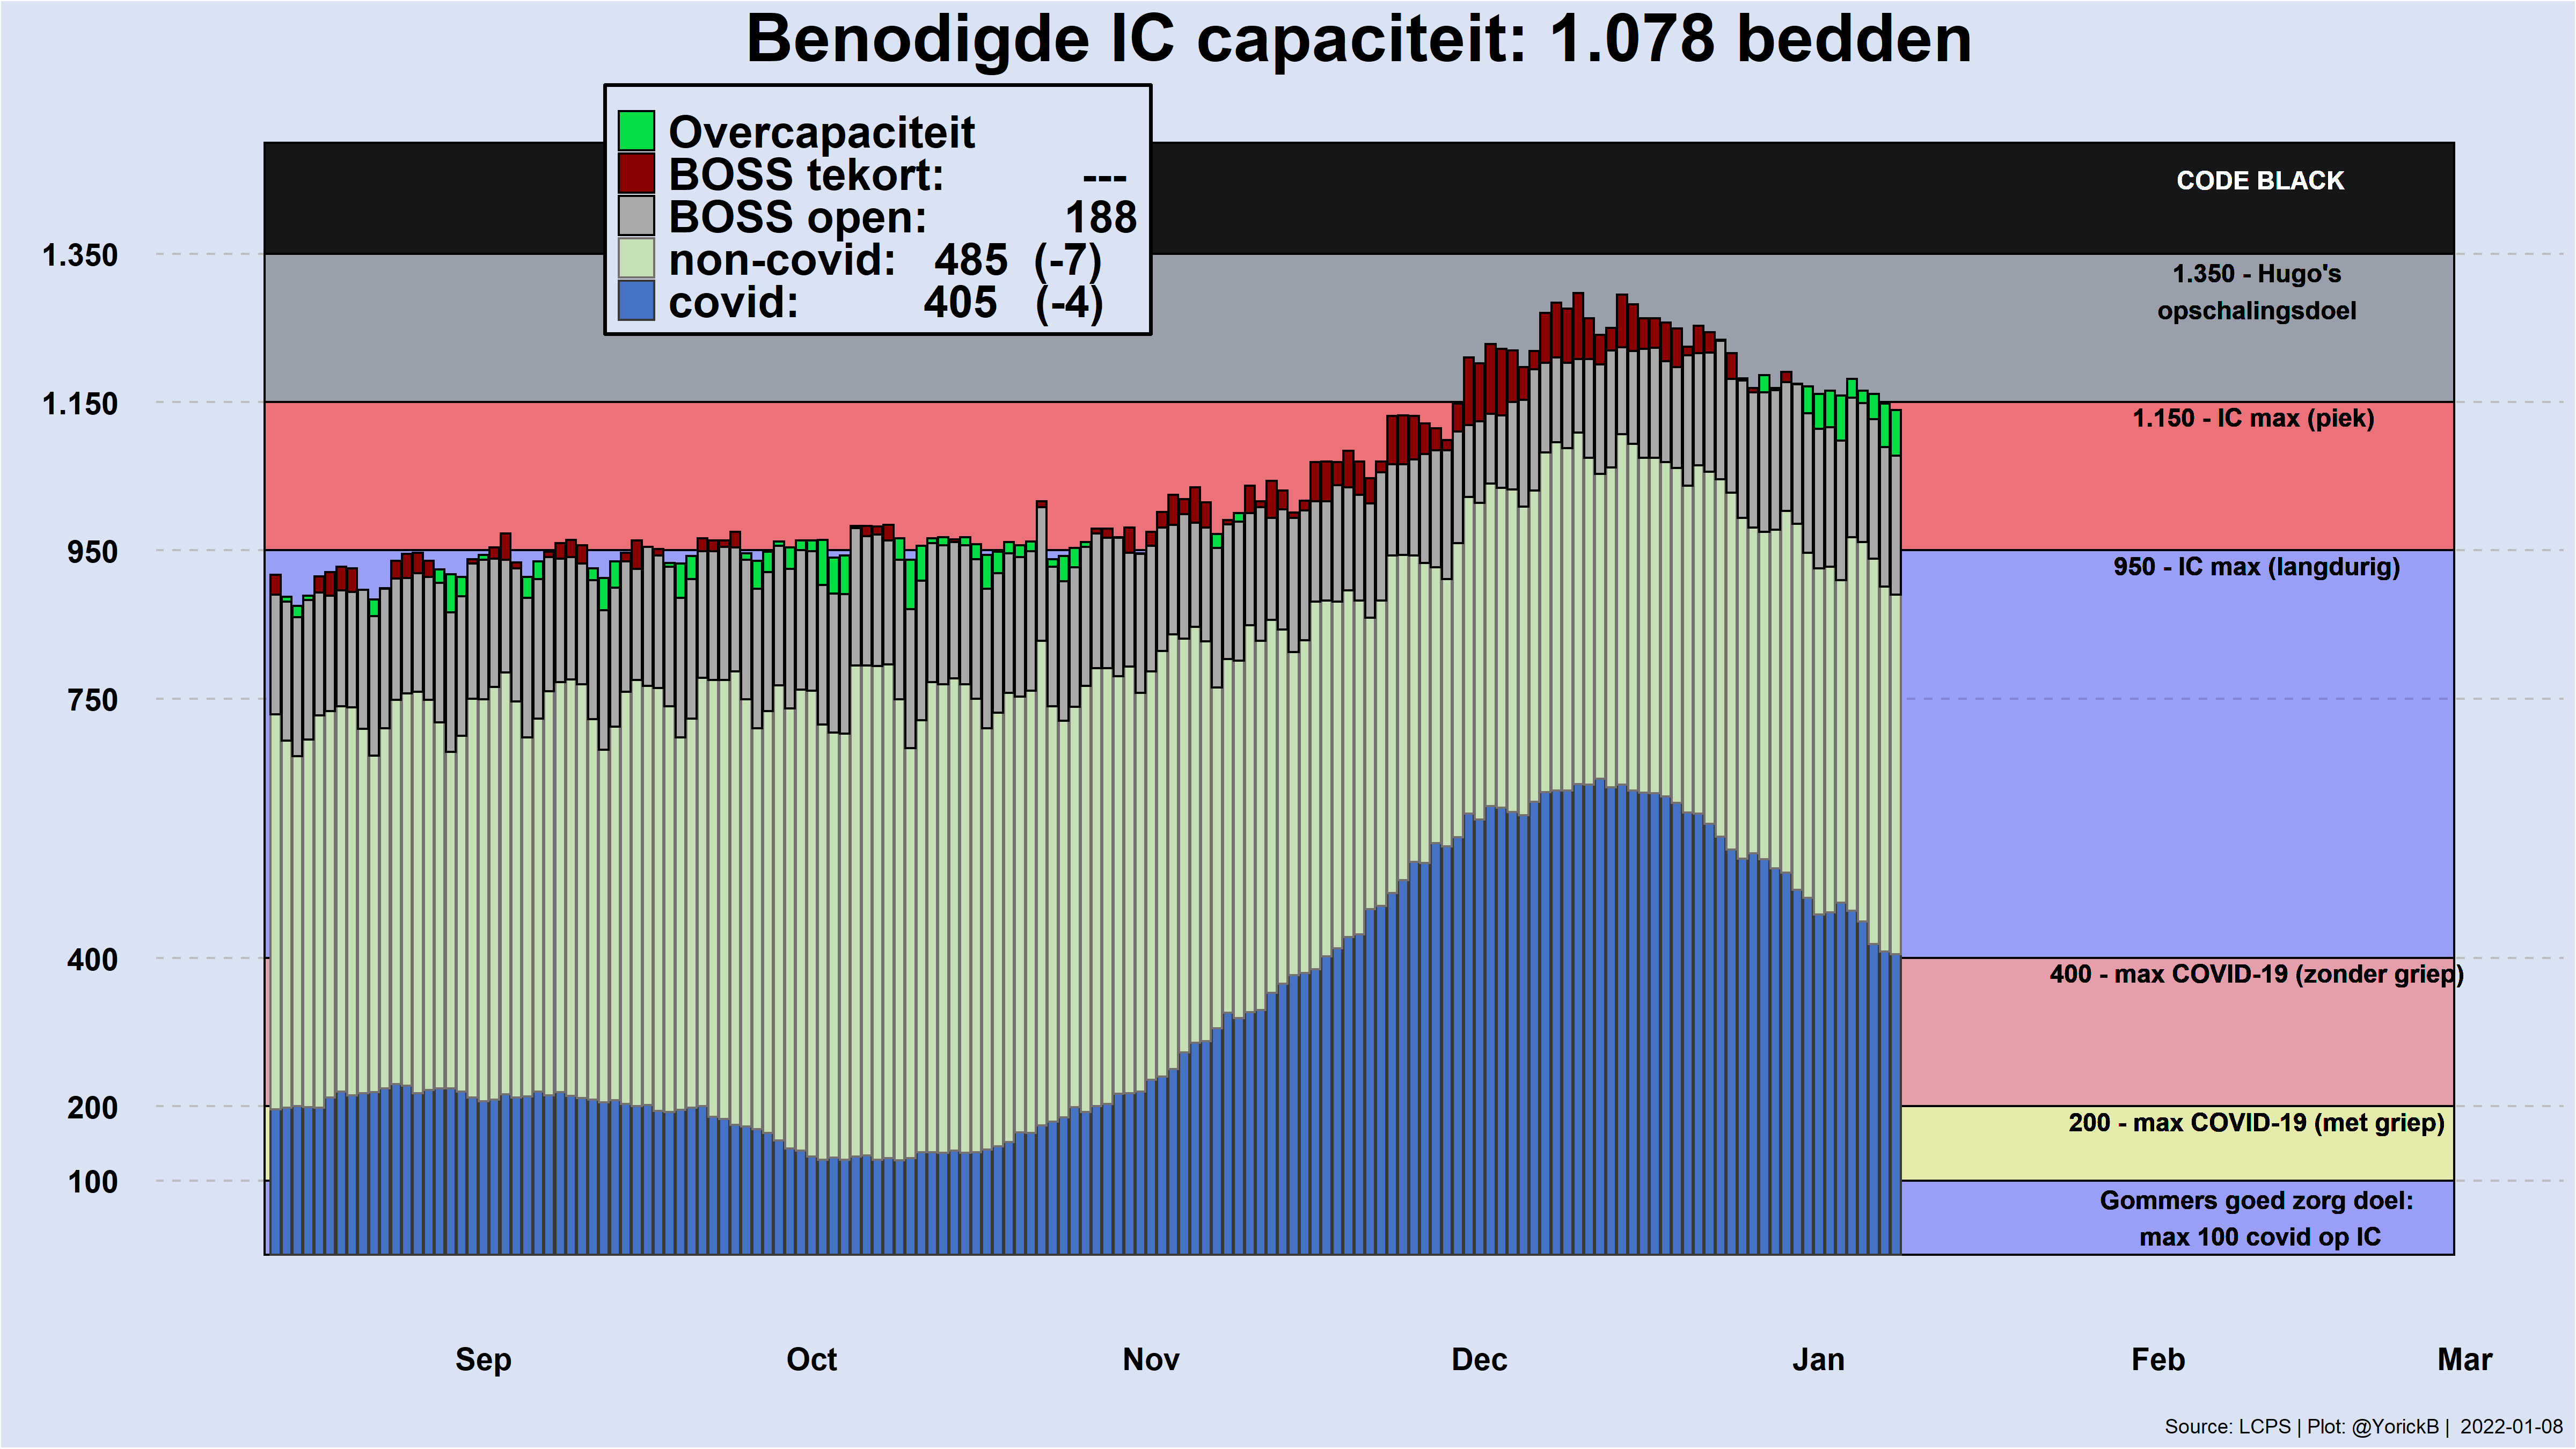 Benodigde IC capaciteit: 1.078 bedden
Overcapaciteit
BOSS tekort: ---
BOSS open: 188
non-covid: 485 (-7)
covid: 405 (-4)
CODE BLACK
1.350
1.350 - Hugo's
opschalingsdoel
1.150
1.150 - IC max (piek)
950
950 - IC max (langdurig)
750
400
400 - max COVID-19 (zonder griep)
200
200 - max COVID-19 (met griep)
100
Gommers goed zorg doel:
max 100 covid op IC
Sep Oct Nov Dec Jan Feb Mar
Source: LCPS | Plot: @YorickB | 2022-01-08